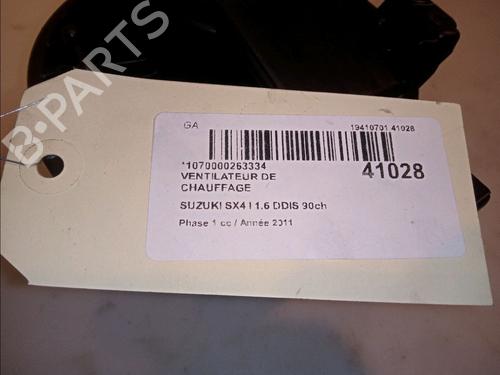 B-PARTS
GA
19410701 41028
*1070000263334
41028
VENTILATEUR DE
CHAUFFAGE
SUZUKI SX4 I 1.6 DDIS 90ch
Phase 1 cc / Année 2011